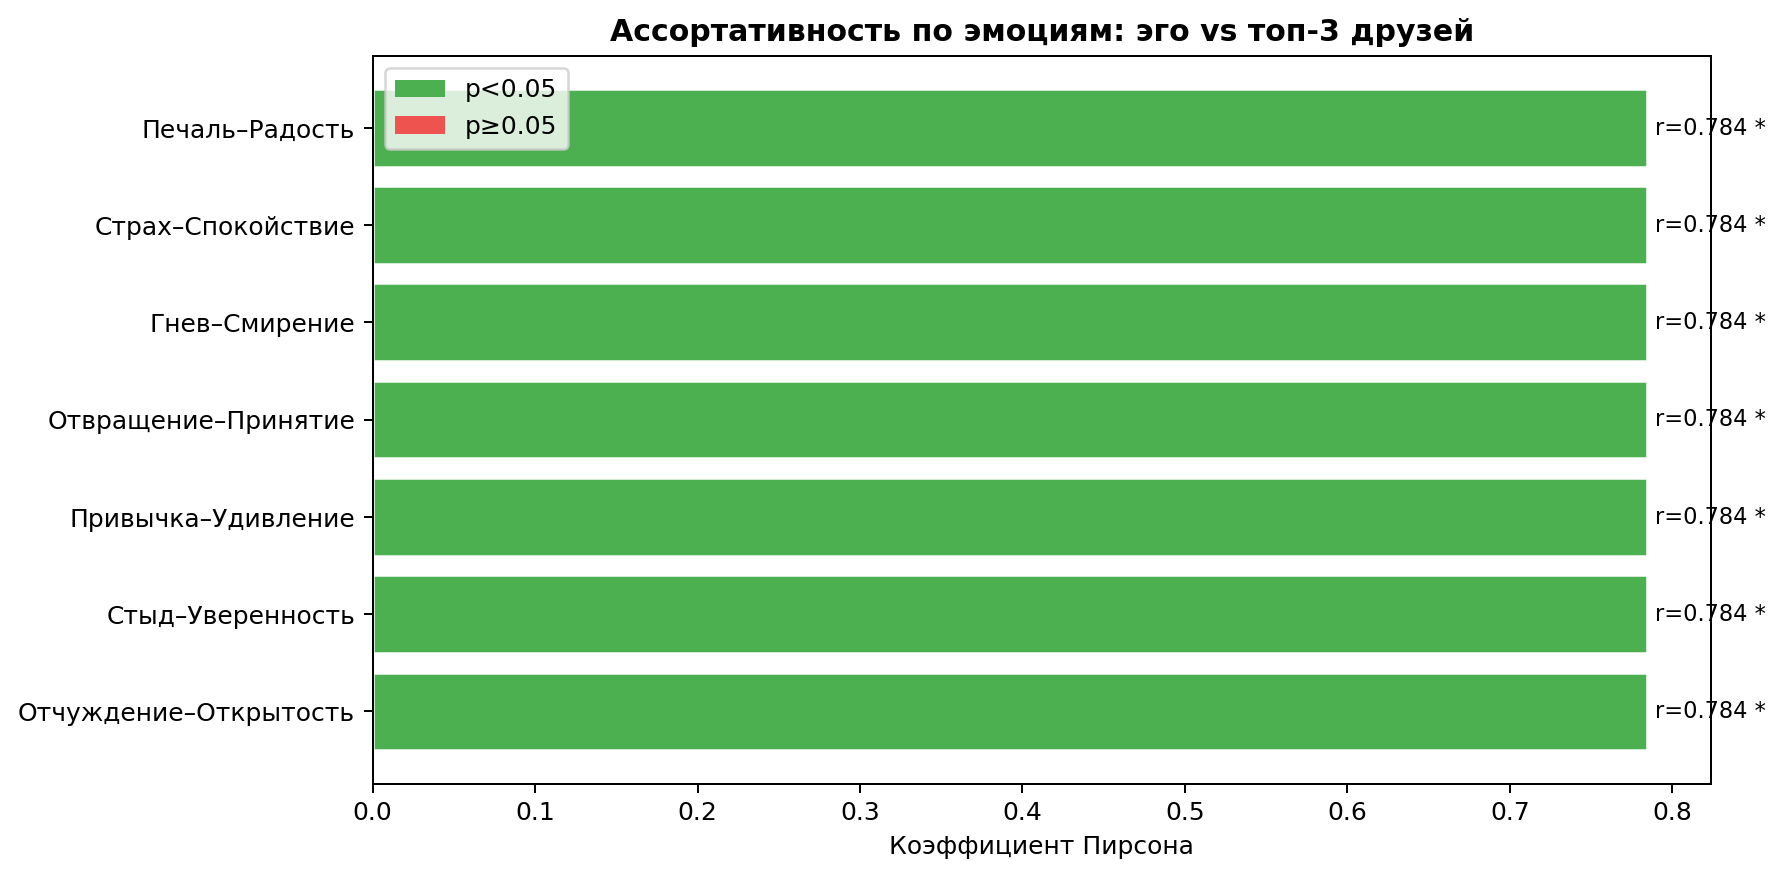 Ассортативность по эмоциям: эго vs топ-3 друзей
p<0.05
p≥0.05
Печаль–Радость
r=0.784 *
Страх–Спокойствие
r=0.784 *
Гнев–Смирение
r=0.784 *
Отвращение–Принятие
r=0.784 *
Привычка–Удивление
r=0.784 *
Стыд–Уверенность
r=0.784 *
Отчуждение–Открытость
r=0.784 *
0.0 0.1 0.2 0.3 0.4 0.5 0.6 0.7 0.8
Коэффициент Пирсона